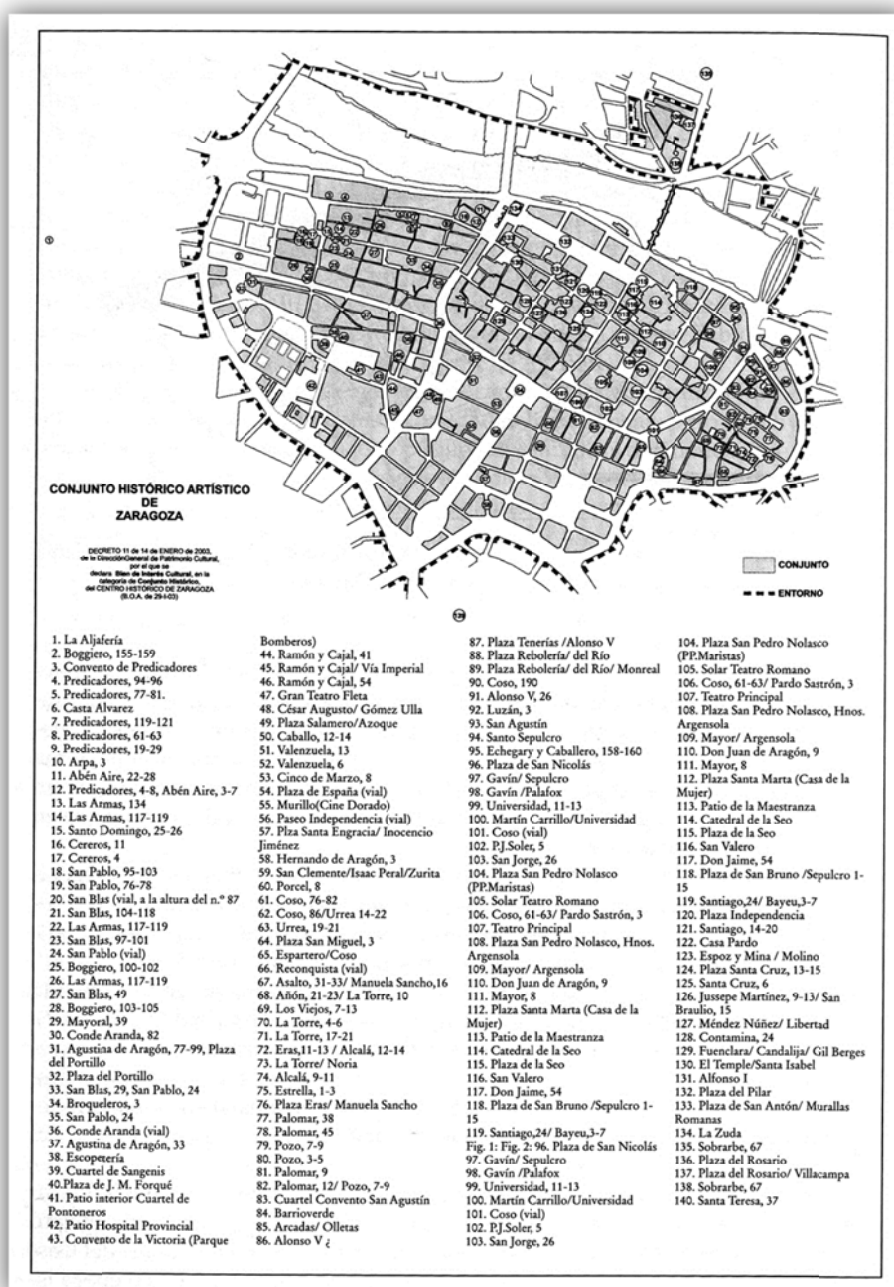 CONJUNTO HISTÓRICO ARTÍSTICO
DE
ZARAGOZA
DECRETO 11 de 14 de ENERO de 2003,
de la DirecciónGeneral de Patrimonio Cultural,
por el que se
declara Bien de Interés Cultural, en la
categoría de Conjunto Histórico,
del CENTRO HISTÓRICO DE ZARAGOZA
(B.O.A. de 29-I-03)
CONJUNTO
ENTORNO
1. La Aljafería
2. Boggiero, 155-159
3. Convento de Predicadores
4. Predicadores, 94-96
5. Predicadores, 77-81.
6. Casta Alvarez
7. Predicadores, 119-121
8. Predicadores, 61-63
9. Predicadores, 19-29
10. Arpa, 3
11. Abén Aire, 22-28
12. Predicadores, 4-8, Abén Aire, 3-7
13. Las Armas, 134
14. Las Armas, 117-119
15. Santo Domingo, 25-26
16. Cereros, 11
17. Cereros, 4
18. San Pablo, 95-103
19. San Pablo, 76-78
20. San Blas (vial, a la altura del n.º 87
21. San Blas, 104-118
22. Las Armas, 117-119
23. San Blas, 97-101
24. San Pablo (vial)
25. Boggiero, 100-102
26. Las Armas, 117-119
27. San Blas, 49
28. Boggiero, 103-105
29. Mayoral, 39
30. Conde Aranda, 82
31. Agustina de Aragón, 77-99, Plaza
del Portillo
32. Plaza del Portillo
33. San Blas, 29, San Pablo, 24
34. Broqueleros, 3
35. San Pablo, 24
36. Conde Aranda (vial)
37. Agustina de Aragón, 33
38. Escopetería
39. Cuartel de Sangenis
40.Plaza de J. M. Forqué
41. Patio interior Cuartel de
Pontoneros
42. Patio Hospital Provincial
43. Convento de la Victoria (Parque
Bomberos)
44. Ramón y Cajal, 41
45. Ramón y Cajal/ Vía Imperial
46. Ramón y Cajal, 54
47. Gran Teatro Fleta
48. César Augusto/ Gómez Ulla
49. Plaza Salamero/Azoque
50. Caballo, 12-14
51. Valenzuela, 13
52. Valenzuela, 6
53. Cinco de Marzo, 8
54. Plaza de España (vial)
55. Murillo(Cine Dorado)
56. Paseo Independencia (vial)
57. Plza Santa Engracia/ Inocencio
Jiménez
58. Hernando de Aragón, 3
59. San Clemente/Isaac Peral/Zurita
60. Porcel, 8
61. Coso, 76-82
62. Coso, 86/Urrea 14-22
63. Urrea, 19-21
64. Plaza San Miguel, 3
65. Espartero/Coso
66. Reconquista (vial)
67. Asalto, 31-33/ Manuela Sancho,16
68. Añón, 21-23/ La Torre, 10
69. Los Viejos, 7-13
70. La Torre, 4-6
71. La Torre, 17-21
72. Eras,11-13 / Alcalá, 12-14
73. La Torre/ Noria
74. Alcalá, 9-11
75. Estrella, 1-3
76. Plaza Eras/ Manuela Sancho
77. Palomar, 38
78. Palomar, 45
79. Pozo, 7-9
80. Pozo, 3-5
81. Palomar, 9
82. Palomar, 12/ Pozo, 7-9
83. Cuartel Convento San Agustín
84. Barrioverde
85. Arcadas/ Olletas
86. Alonso V ¿
87. Plaza Tenerías /Alonso V
88. Plaza Rebolería/ del Río
89. Plaza Rebolería/ del Río/ Monreal
90. Coso, 190
91. Alonso V, 26
92. Luzán, 3
93. San Agustín
94. Santo Sepulcro
95. Echegary y Caballero, 158-160
96. Plaza de San Nicolás
97. Gavín/ Sepulcro
98. Gavín /Palafox
99. Universidad, 11-13
100. Martín Carrillo/Universidad
101. Coso (vial)
102. P.J.Soler, 5
103. San Jorge, 26
104. Plaza San Pedro Nolasco
(PP.Maristas)
105. Solar Teatro Romano
106. Coso, 61-63/ Pardo Sastrón, 3
107. Teatro Principal
108. Plaza San Pedro Nolasco, Hnos.
Argensola
109. Mayor/ Argensola
110. Don Juan de Aragón, 9
111. Mayor, 8
112. Plaza Santa Marta (Casa de la
Mujer)
113. Patio de la Maestranza
114. Catedral de la Seo
115. Plaza de la Seo
116. San Valero
117. Don Jaime, 54
118. Plaza de San Bruno /Sepulcro 1-
15
119. Santiago,24/ Bayeu,3-7
Fig. 1: Fig. 2: 96. Plaza de San Nicolás
97. Gavín/ Sepulcro
98. Gavín /Palafox
99. Universidad, 11-13
100. Martín Carrillo/Universidad
101. Coso (vial)
102. P.J.Soler, 5
103. San Jorge, 26
104. Plaza San Pedro Nolasco
(PP.Maristas)
105. Solar Teatro Romano
106. Coso, 61-63/ Pardo Sastrón, 3
107. Teatro Principal
108. Plaza San Pedro Nolasco, Hnos.
Argensola
109. Mayor/ Argensola
110. Don Juan de Aragón, 9
111. Mayor, 8
112. Plaza Santa Marta (Casa de la
Mujer)
113. Patio de la Maestranza
114. Catedral de la Seo
115. Plaza de la Seo
116. San Valero
117. Don Jaime, 54
118. Plaza de San Bruno /Sepulcro 1-
15
119. Santiago,24/ Bayeu,3-7
120. Plaza Independencia
121. Santiago, 14-20
122. Casa Pardo
123. Espoz y Mina / Molino
124. Plaza Santa Cruz, 13-15
125. Santa Cruz, 6
126. Jussepe Martínez, 9-13/ San
Braulio, 15
127. Méndez Núñez/ Libertad
128. Contamina, 24
129. Fuenclara/ Candalija/ Gil Berges
130. El Temple/Santa Isabel
131. Alfonso I
132. Plaza del Pilar
133. Plaza de San Antón/ Murallas
Romanas
134. La Zuda
135. Sobrarbe, 67
136. Plaza del Rosario
137. Plaza del Rosario/ Villacampa
138. Sobrarbe, 67
140. Santa Teresa, 37